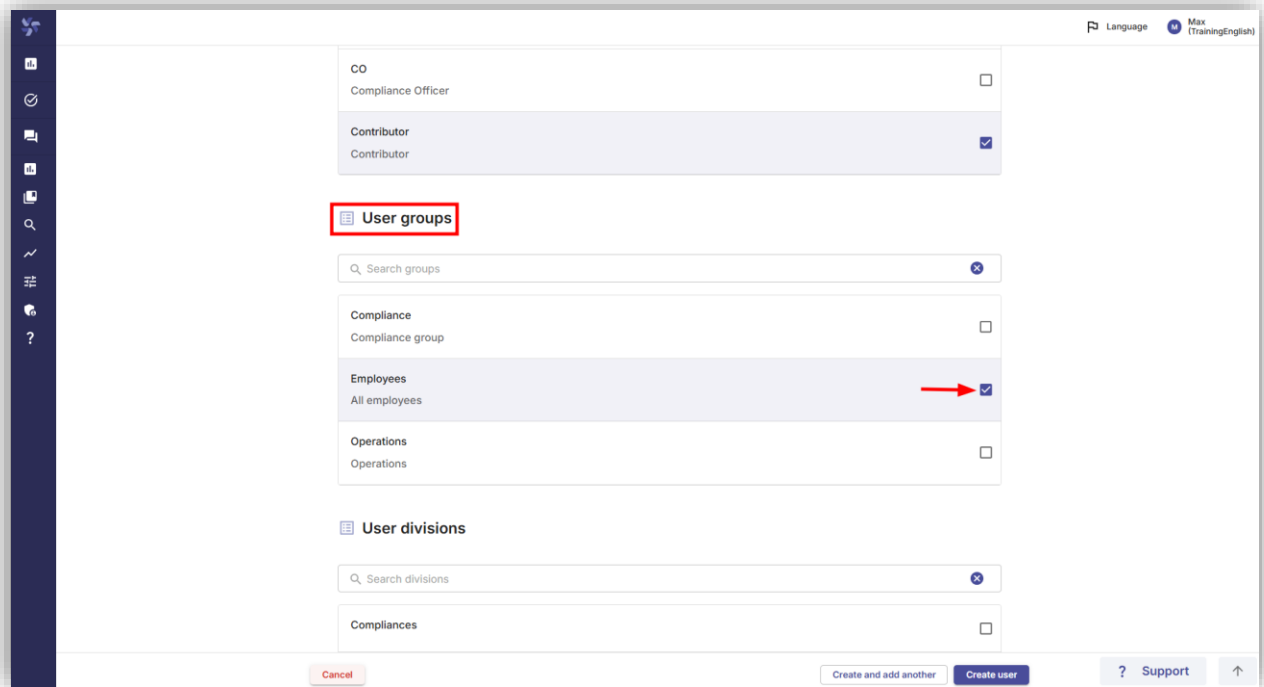 Language
M
Max
(TrainingEnglish)
CO
Compliance Officer
Contributor
Contributor
User groups
Search groups
Compliance
Compliance group
Employees
All employees
Operations
Operations
User divisions
Search divisions
Compliances
?
Cancel
Create and add another
Create user
? Support